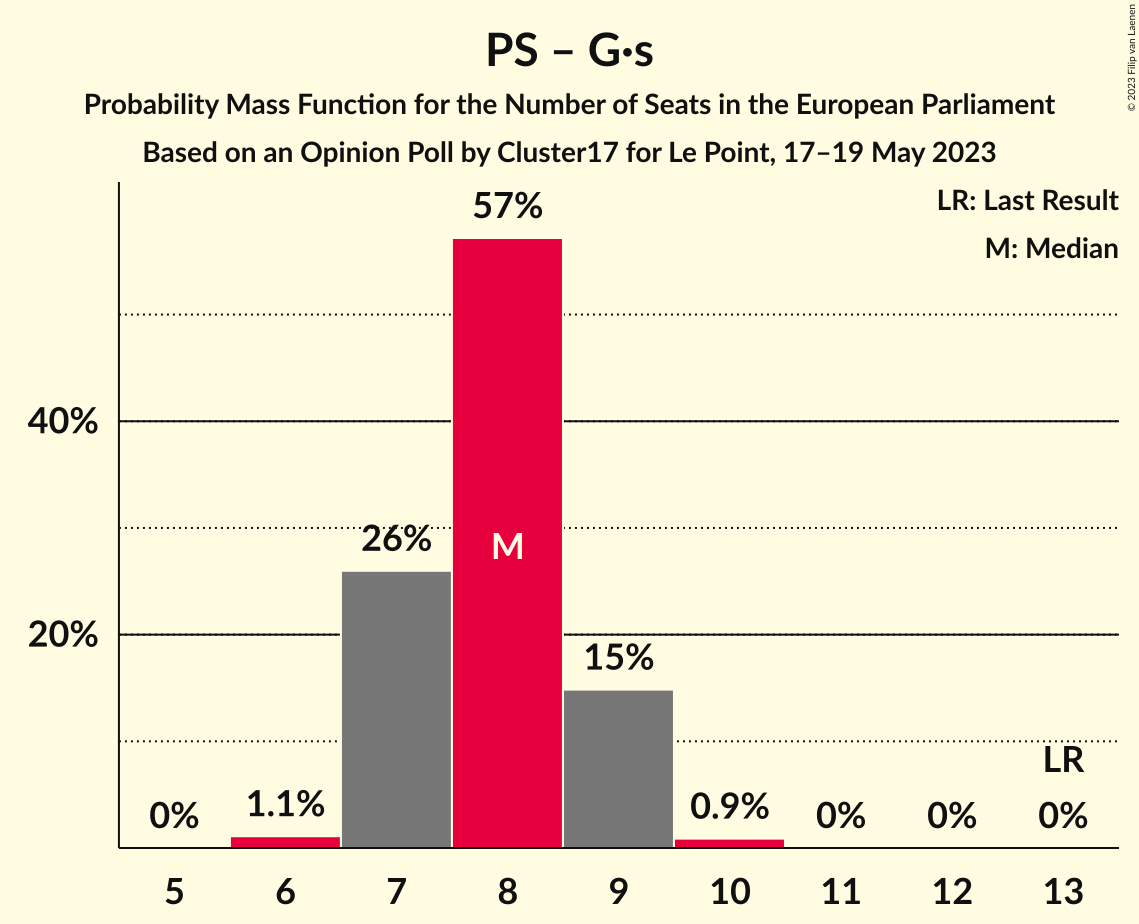 PS – G·s
Probability Mass Function for the Number of Seats in the European Parliament
Based on an Opinion Poll by Cluster17 for Le Point, 17–19 May 2023
© 2023 Filip van Laenen
LR: Last Result
M: Median
57%
40%
26%
M
20%
15%
LR
0%
1.1%
0.9%
0%
0%
0%
5 6 7 8 9 10 11 12 13